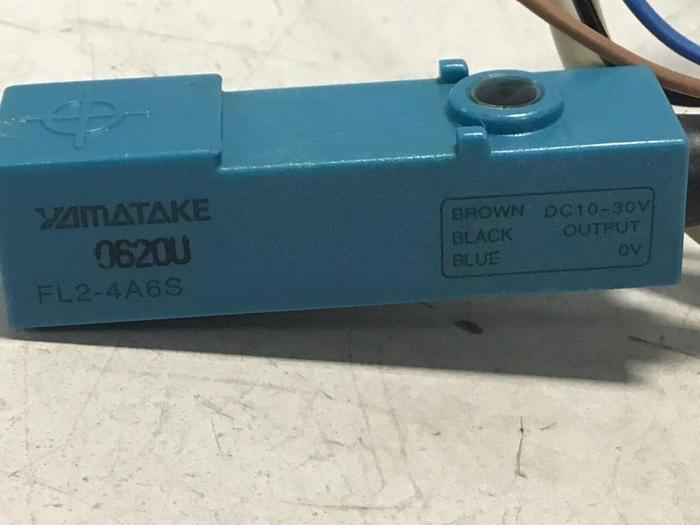 YAMATAKE
0620U
FL2-4A6S
BROWN DC10-30V
BLACK OUTPUT
BLUE 0V